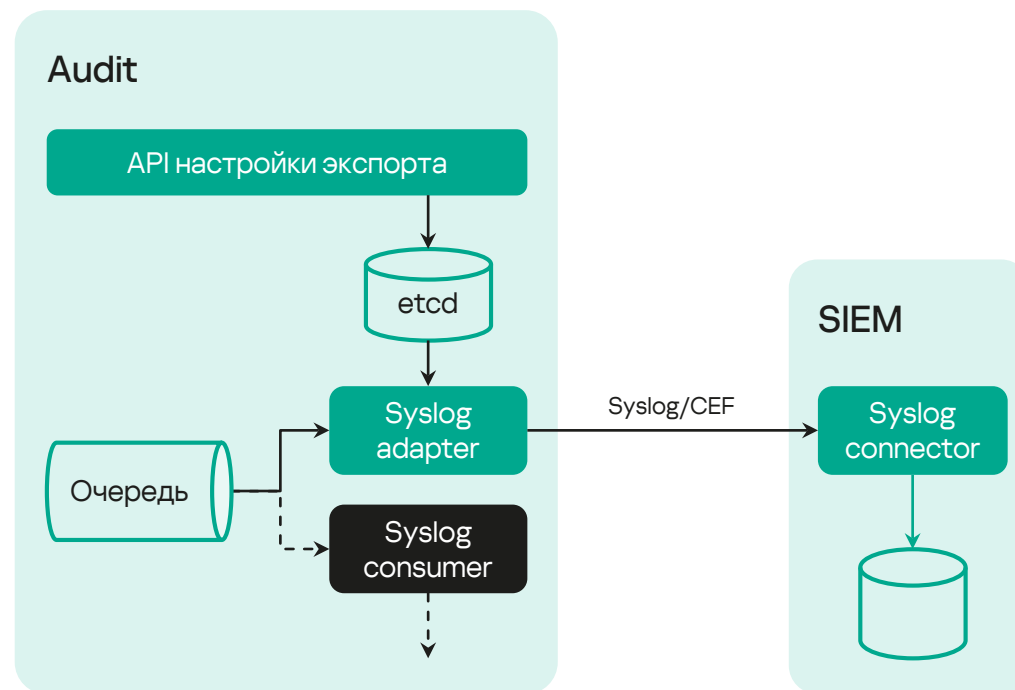 Audit
API настройки экспорта
etcd
SIEM
Syslog
adapter
Syslog/CEF
Syslog
connector
Очередь
Syslog
consumer